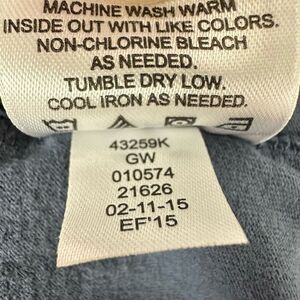 MACHINE WASH WARM
INSIDE OUT WITH LIKE COLORS.
NON-CHLORINE BLEACH
AS NEEDED.
TUMBLE DRY LOW.
COOL IRON AS NEEDED.
43259K
GW
010574
21626
02-11-15
EF'15